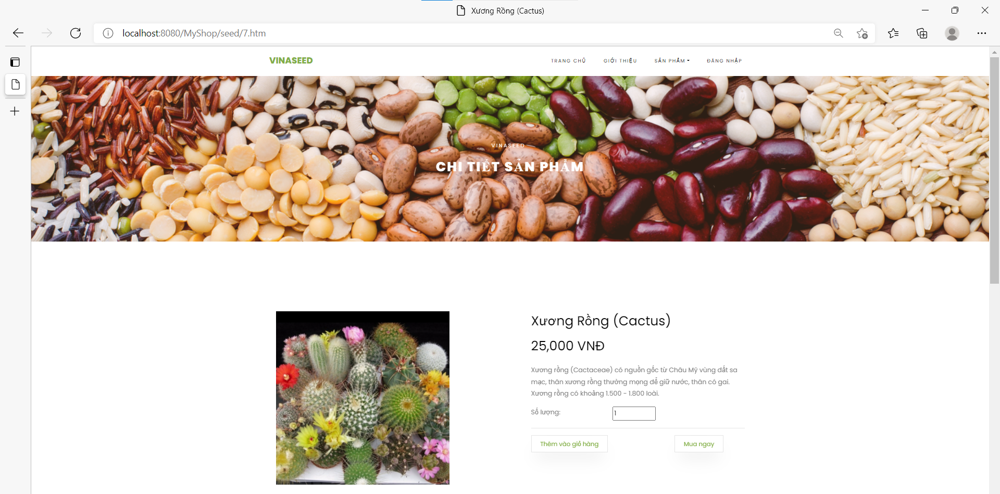 Xương Rồng (Cactus)
localhost:8080/MyShop/seed/7.htm
VINASEED
TRANG CHỦ
GIỚI THIỆU
SẢN PHẨM
ĐĂNG NHẬP
VINASEED
CHI TIẾT SẢN PHẨM
Xương Rồng (Cactus)
25,000 VNĐ
Xương rồng (Cactaceae) có nguồn gốc từ Châu Mỹ vùng đất sa
mạc, thân xương rồng thường mọng để giữ nước, thân có gai.
Xương rồng có khoảng 1.500 - 1.800 loài.
Số lượng:
1
Thêm vào giỏ hàng
Mua ngay